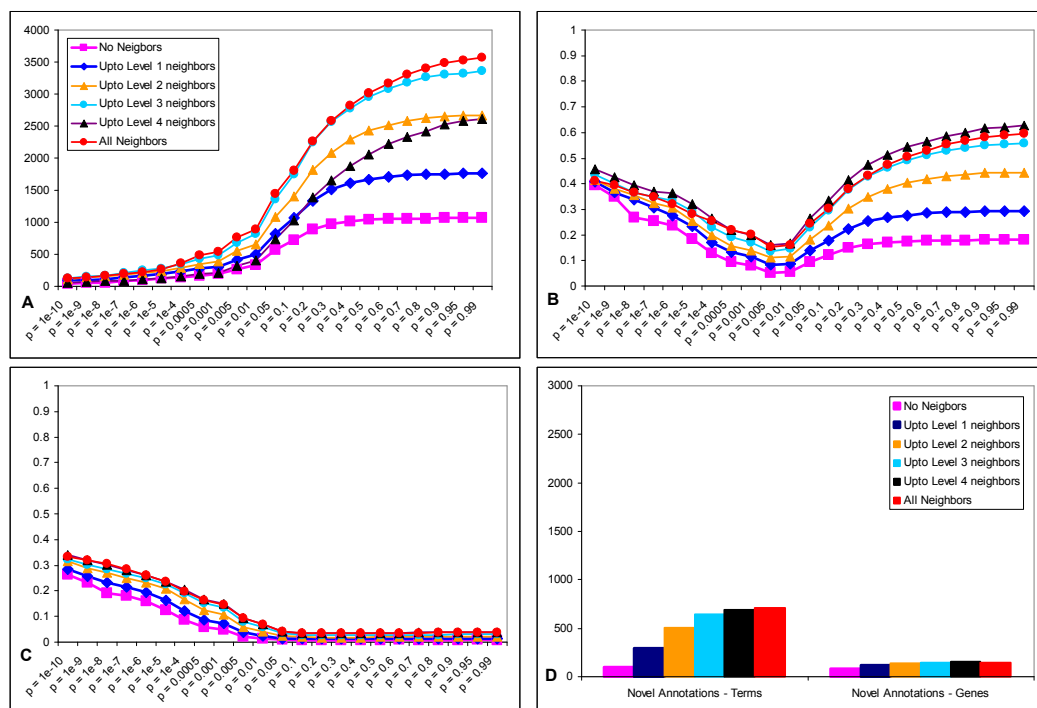 4000
3500
3000
2500
2000
1500
1000
500
0
No Neigbors
Upto Level 1 neighbors
Upto Level 2 neighbors
Upto Level 3 neighbors
Upto Level 4 neighbors
All Neighbors
A
p = 1e-10
p = 1e-9
p = 1e-8
p = 1e-7
p = 1e-6
p = 1e-5
p = 1e-4
p = 0.0005
p = 0.001
p = 0.005
p = 0.01
p = 0.05
p = 0.1
p = 0.2
p = 0.3
p = 0.4
p = 0.5
p = 0.6
p = 0.7
p = 0.8
p = 0.9
p = 0.95
p = 0.99
1
0.9
0.8
0.7
0.6
0.5
0.4
0.3
0.2
0.1
0
B
p = 1e-10
p = 1e-9
p = 1e-8
p = 1e-7
p = 1e-6
p = 1e-5
p = 1e-4
p = 0.0005
p = 0.001
p = 0.005
p = 0.01
p = 0.05
p = 0.1
p = 0.2
p = 0.3
p = 0.4
p = 0.5
p = 0.6
p = 0.7
p = 0.8
p = 0.9
p = 0.95
p = 0.99
1
0.9
0.8
0.7
0.6
0.5
0.4
0.3
0.2
0.1
0
C
p = 1e-10
p = 1e-9
p = 1e-8
p = 1e-7
p = 1e-6
p = 1e-5
p = 1e-4
p = 0.0005
p = 0.001
p = 0.005
p = 0.01
p = 0.05
p = 0.1
p = 0.2
p = 0.3
p = 0.4
p = 0.5
p = 0.6
p = 0.7
p = 0.8
p = 0.9
p = 0.95
p = 0.99
3000
2500
2000
1500
1000
500
0
No Neigbors
Upto Level 1 neighbors
Upto Level 2 neighbors
Upto Level 3 neighbors
Upto Level 4 neighbors
All Neighbors
D
Novel Annotations - Terms
Novel Annotations - Genes